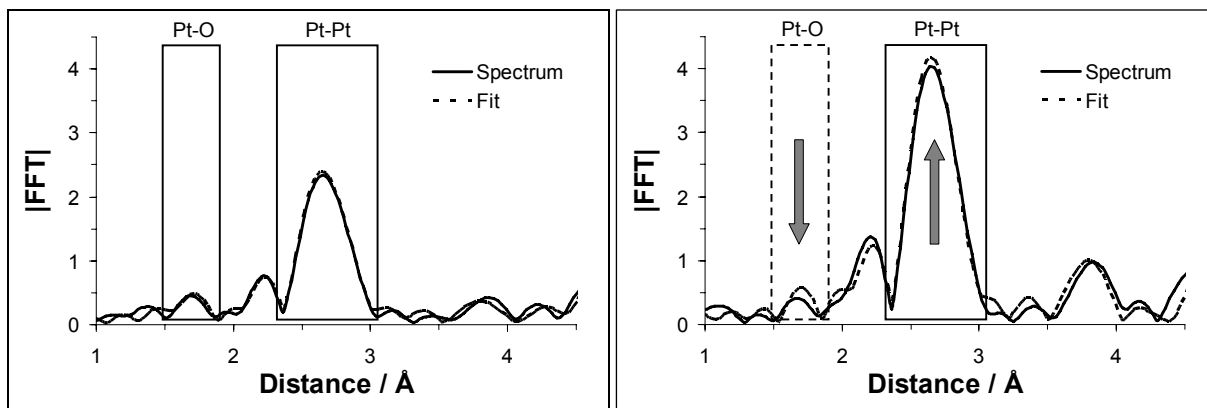 Pt-O Pt-Pt
4
3
2
1
0
|FFT|
Spectrum
Fit
1 2 3 4
Distance / Å
Pt-O Pt-Pt
4
3
2
1
0
|FFT|
Spectrum
Fit
1 2 3 4
Distance / Å